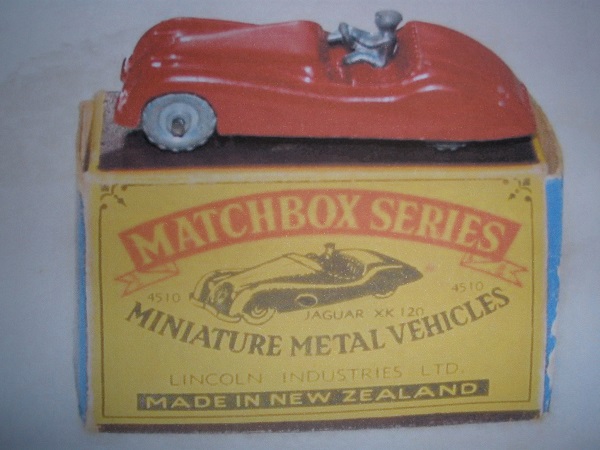 MATCHBOX SERIES
4510 4510
JAGUAR XK 120
MINIATURE METAL VEHICLES
LINCOLN INDUSTRIES LTD.
MADE IN NEW ZEALAND